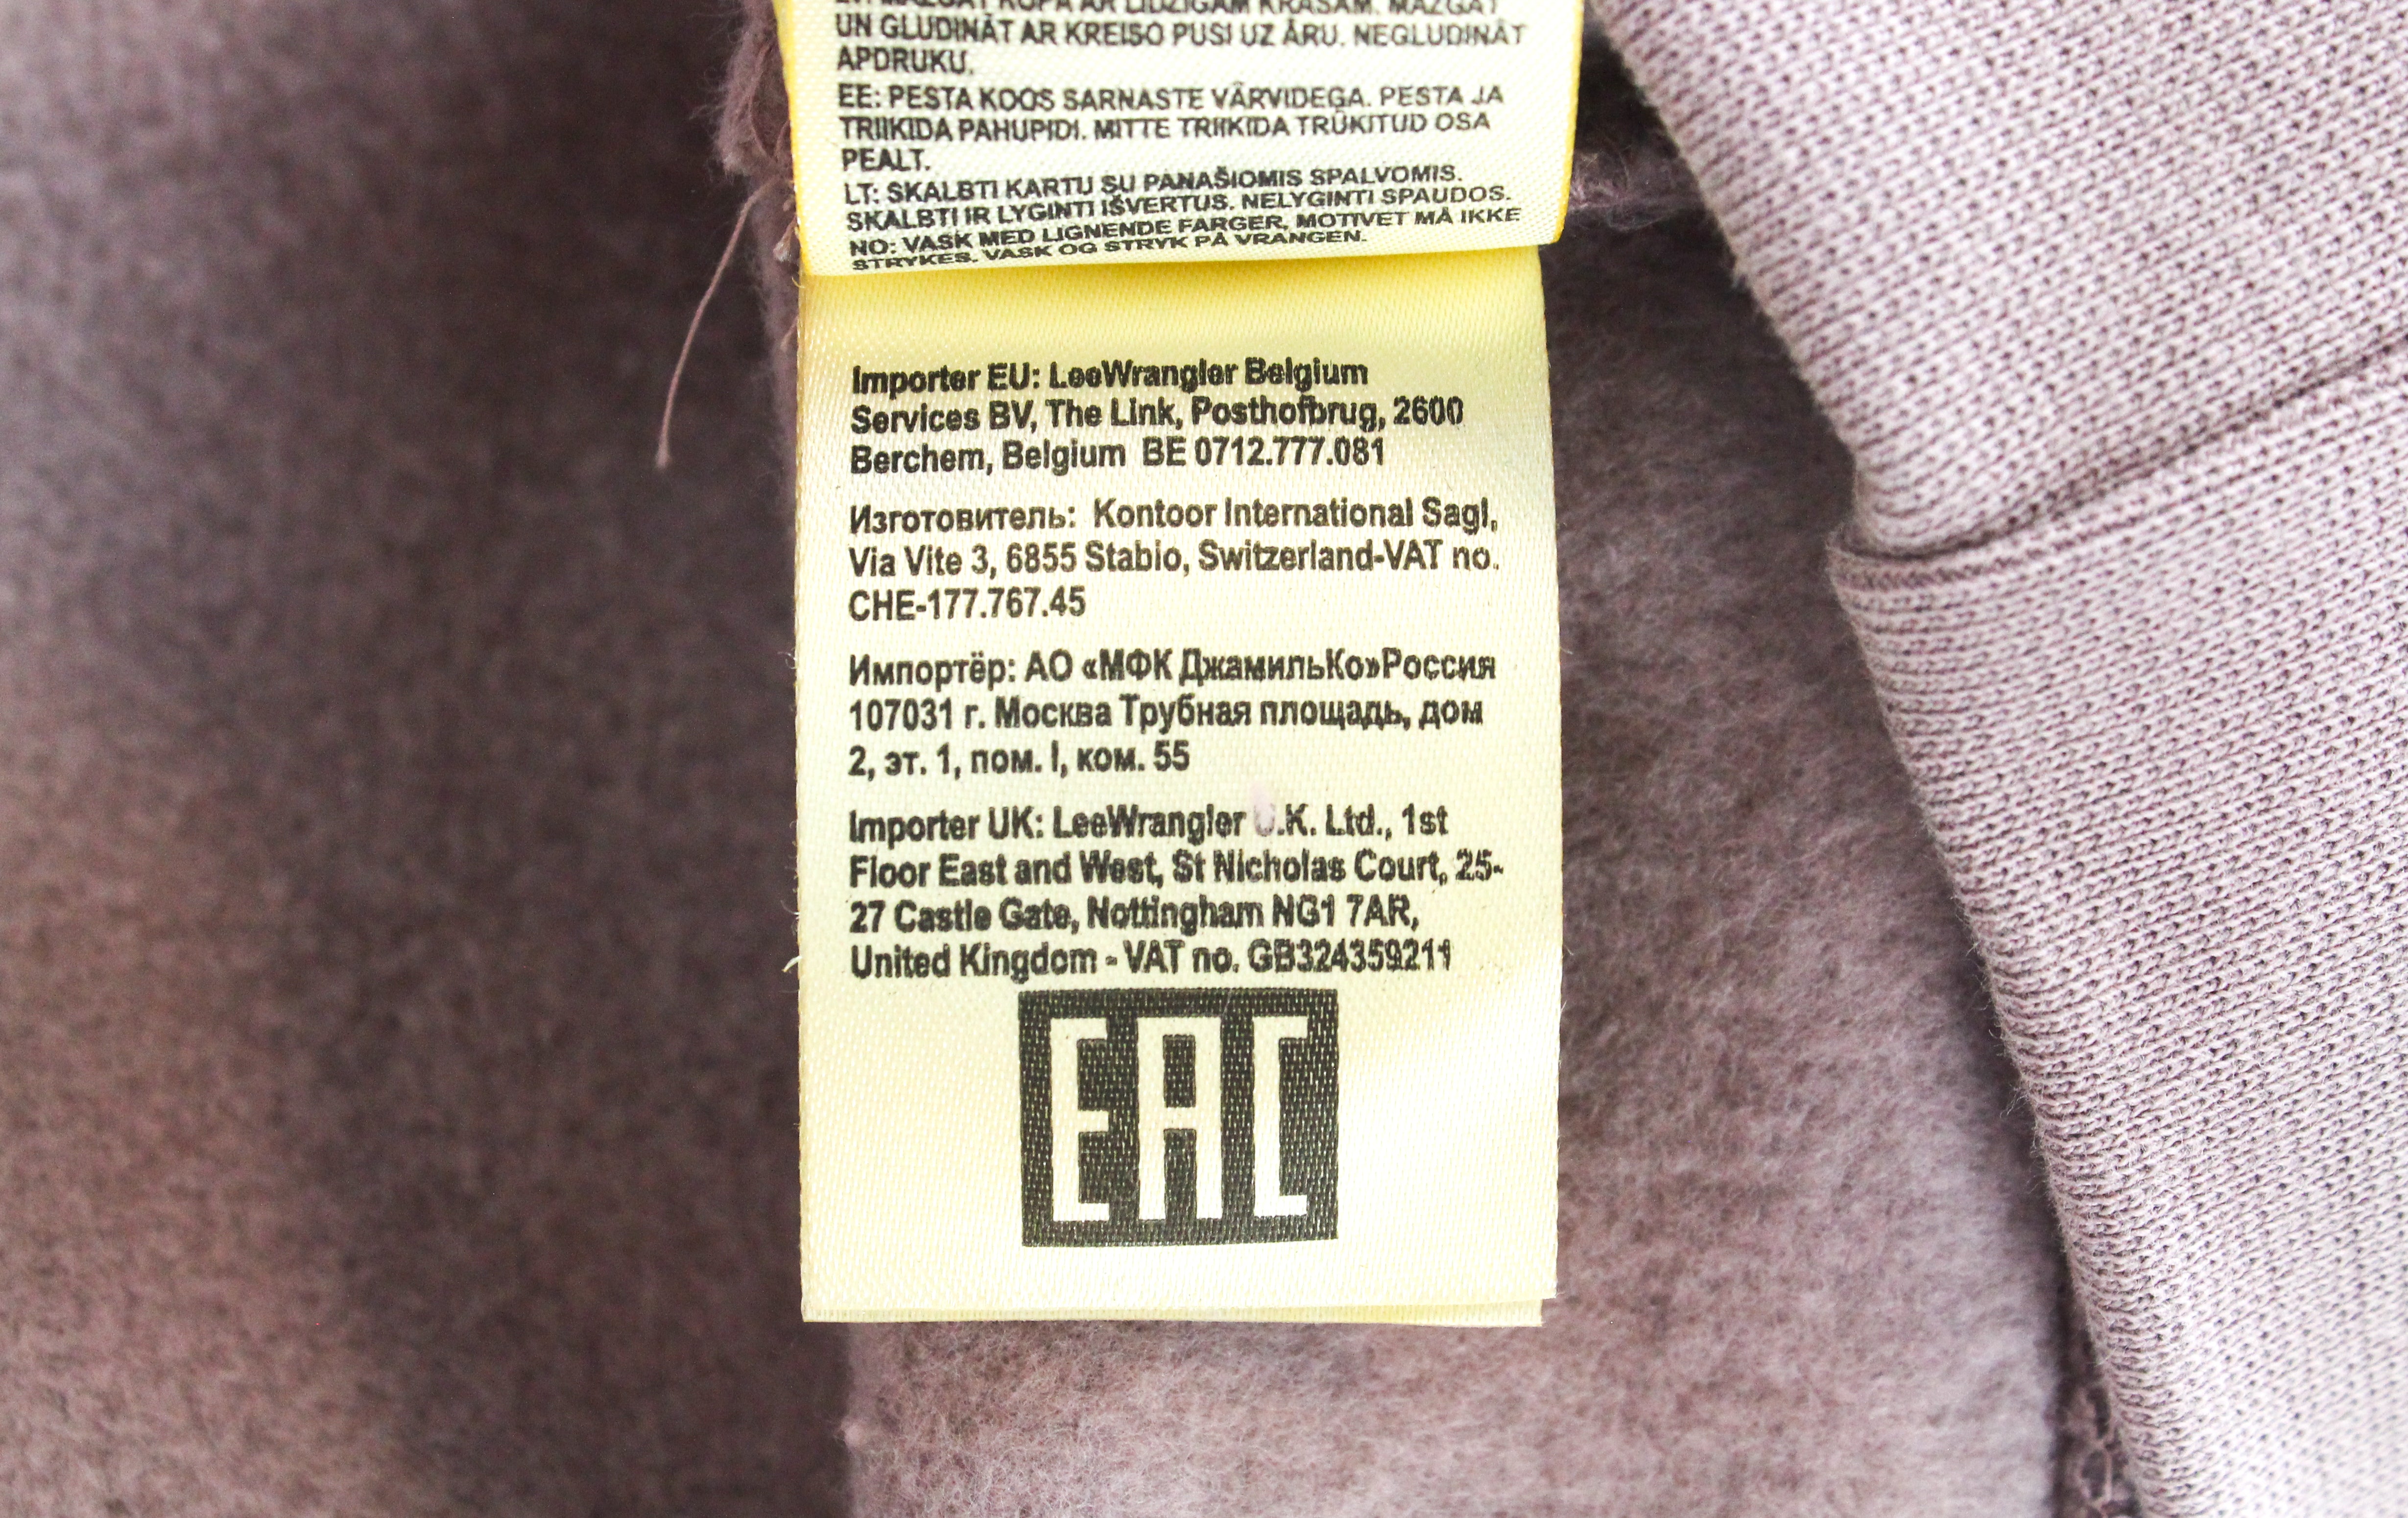 MAZGĀT KOPĀ AR LĪDZĪGĀM KRĀSĀM. MAZGĀT
UN GLUDINĀT AR KREISO PUSI UZ ĀRU. NEGLUDINĀT
APDRUKU.
EE: PESTA KOOS SARNASTE VÄRVIDEGA. PESTA JA
TRIIKIDA PAHUPIDI. MITTE TRIIKIDA TRÜKITUD OSA
PEALT.
LT: SKALBTI KARTU SU PANAŠIOMIS SPALVOMIS.
SKALBTI IR LYGINTI IŠVERTUS. NELYGINTI SPAUDOS.
NO: VASK MED LIGNENDE FARGER, MOTIVET MÅ IKKE
STRYKES. VASK OG STRYK PÅ VRANGEN.
Importer EU: LeeWrangler Belgium
Services BV, The Link, Posthofbrug, 2600
Berchem, Belgium BE 0712.777.081
Изготовитель: Kontoor International Sagl,
Via Vite 3, 6855 Stabio, Switzerland-VAT no.
CHE-177.767.45
Импортёр: АО «МФК ДжамильКо»Россия
107031 г. Москва Трубная площадь, дом
2, эт. 1, пом. I, ком. 55
Importer UK: LeeWrangler U.K. Ltd., 1st
Floor East and West, St Nicholas Court, 25-
27 Castle Gate, Nottingham NG1 7AR,
United Kingdom - VAT no. GB324359211
EAC